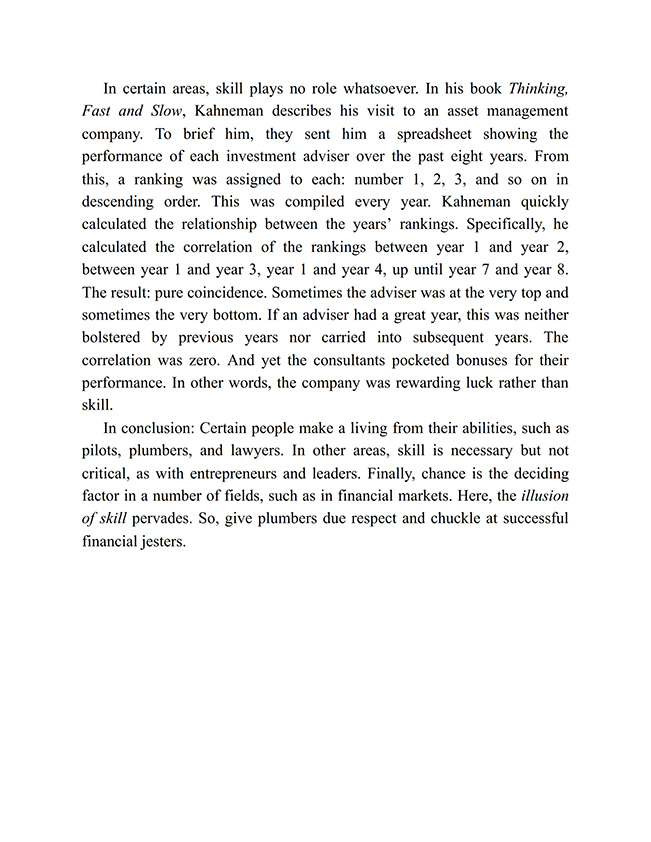 In certain areas, skill plays no role whatsoever. In his book Thinking,
Fast and Slow, Kahneman describes his visit to an asset management
company. To brief him, they sent him a spreadsheet showing the
performance of each investment adviser over the past eight years. From
this, a ranking was assigned to each: number 1, 2, 3, and so on in
descending order. This was compiled every year. Kahneman quickly
calculated the relationship between the years’ rankings. Specifically, he
calculated the correlation of the rankings between year 1 and year 2,
between year 1 and year 3, year 1 and year 4, up until year 7 and year 8.
The result: pure coincidence. Sometimes the adviser was at the very top and
sometimes the very bottom. If an adviser had a great year, this was neither
bolstered by previous years nor carried into subsequent years. The
correlation was zero. And yet the consultants pocketed bonuses for their
performance. In other words, the company was rewarding luck rather than
skill.
In conclusion: Certain people make a living from their abilities, such as
pilots, plumbers, and lawyers. In other areas, skill is necessary but not
critical, as with entrepreneurs and leaders. Finally, chance is the deciding
factor in a number of fields, such as in financial markets. Here, the illusion
of skill pervades. So, give plumbers due respect and chuckle at successful
financial jesters.